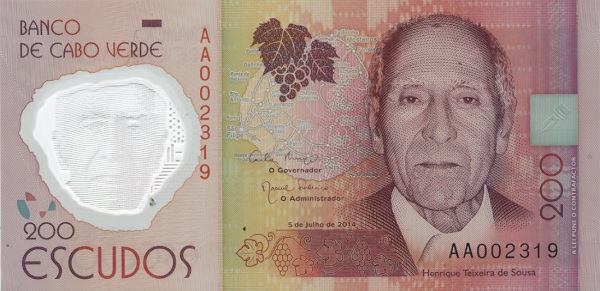 BANCO
DE CABO VERDE
AA002319
O Governador
O Administrador
5 de Julho de 2014
200
ESCUDOS
200
A LEI PUNE O CONTRAFACTOR
AA002319
Henrique Teixeira de Sousa